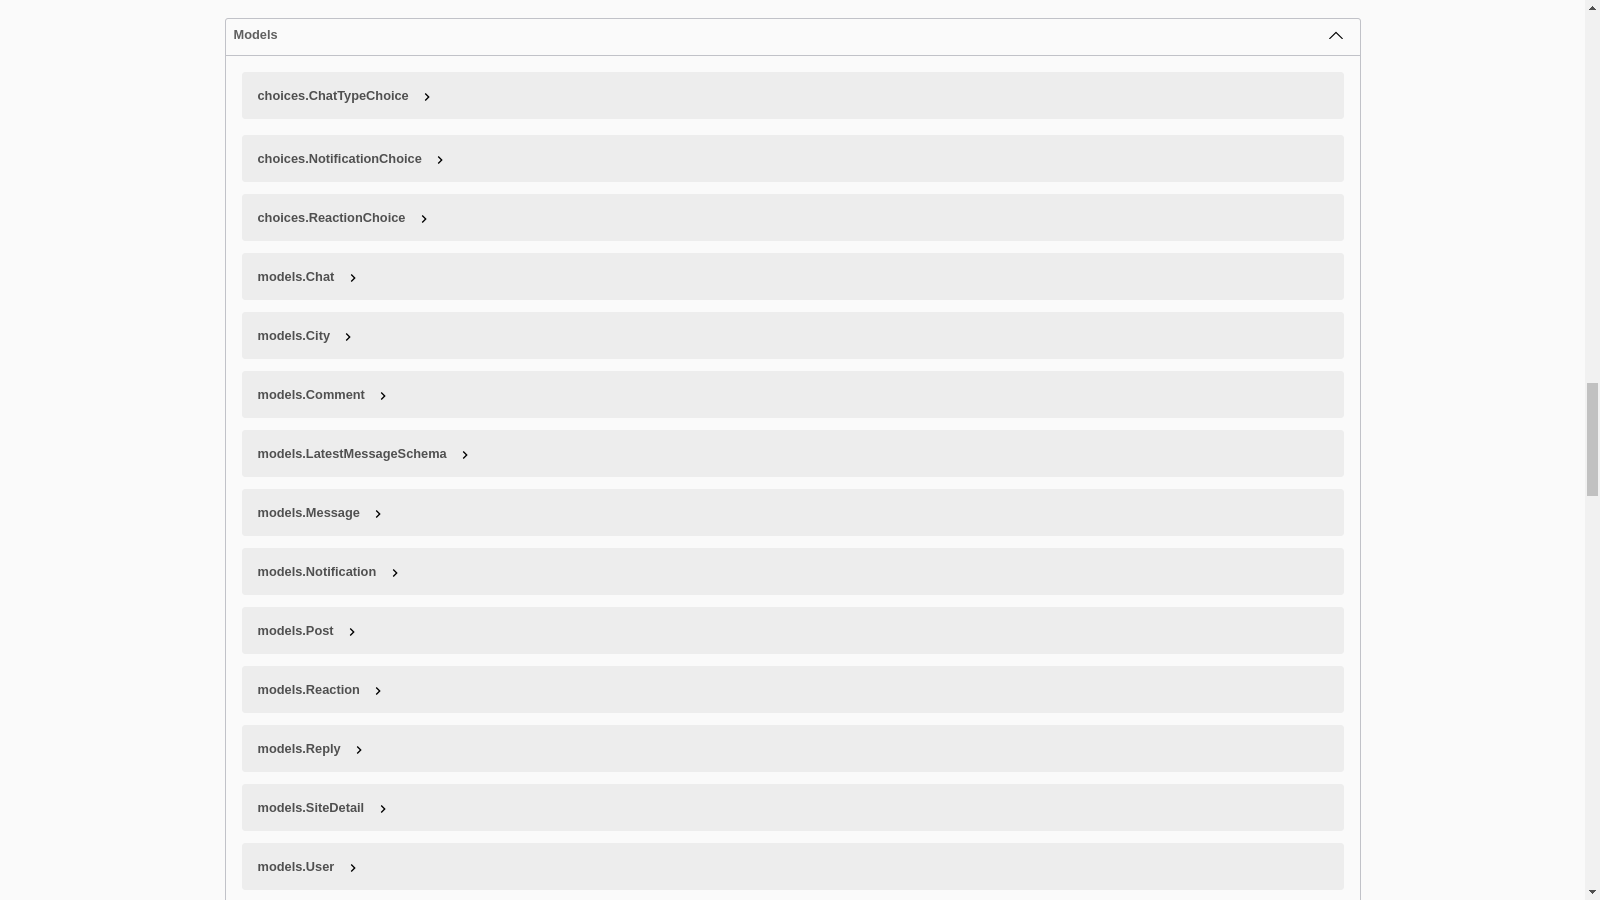 Models
choices.ChatTypeChoice
choices.NotificationChoice
choices.ReactionChoice
models.Chat
models.City
models.Comment
models.LatestMessageSchema
models.Message
models.Notification
models.Post
models.Reaction
models.Reply
models.SiteDetail
models.User